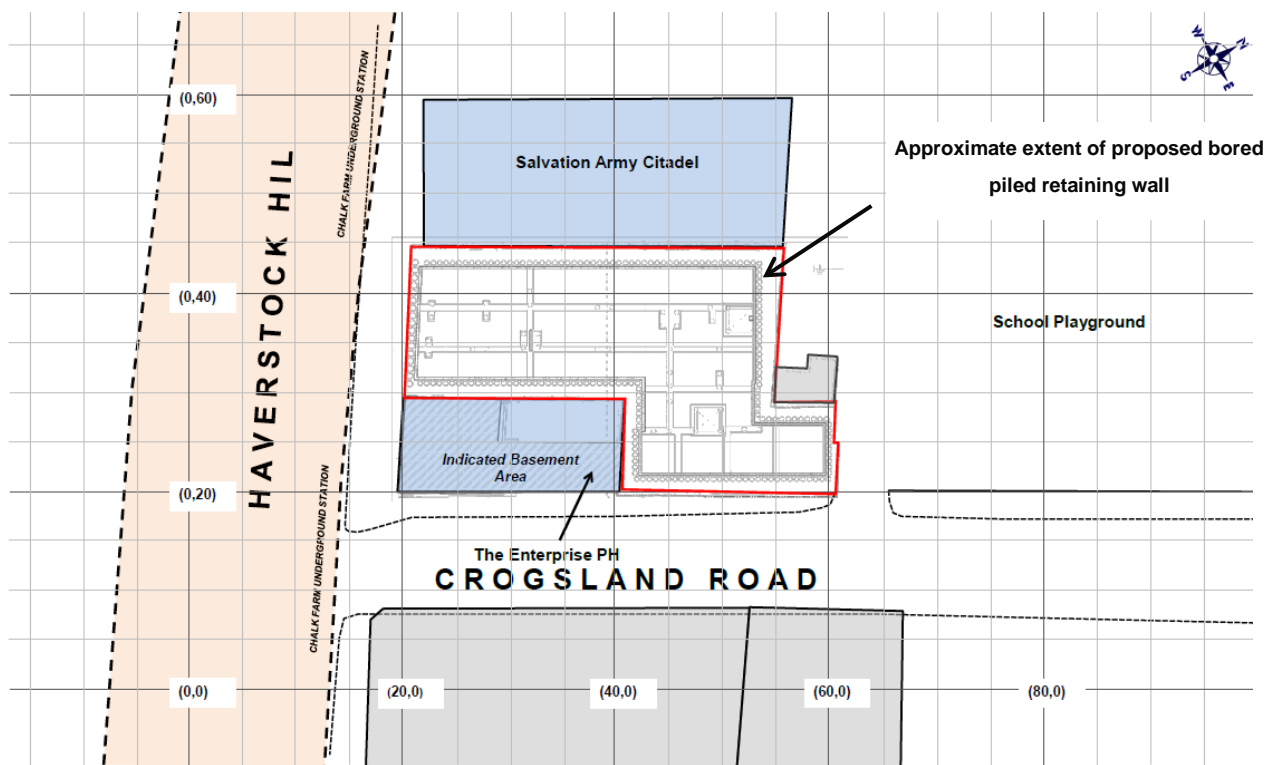 W
N
S
E
(0,60)
CHALK FARM UNDERGROUND STATION
Salvation Army Citadel
Approximate extent of proposed bored
piled retaining wall
HAVERSTOCK HIL
(0,40)
School Playground
Indicated Basement
Area
(0,20)
The Enterprise PH
CROGSLAND ROAD
CHALK FARM UNDERGROUND STATION
(0,0)
(20,0)
(40,0)
(60,0)
(80,0)